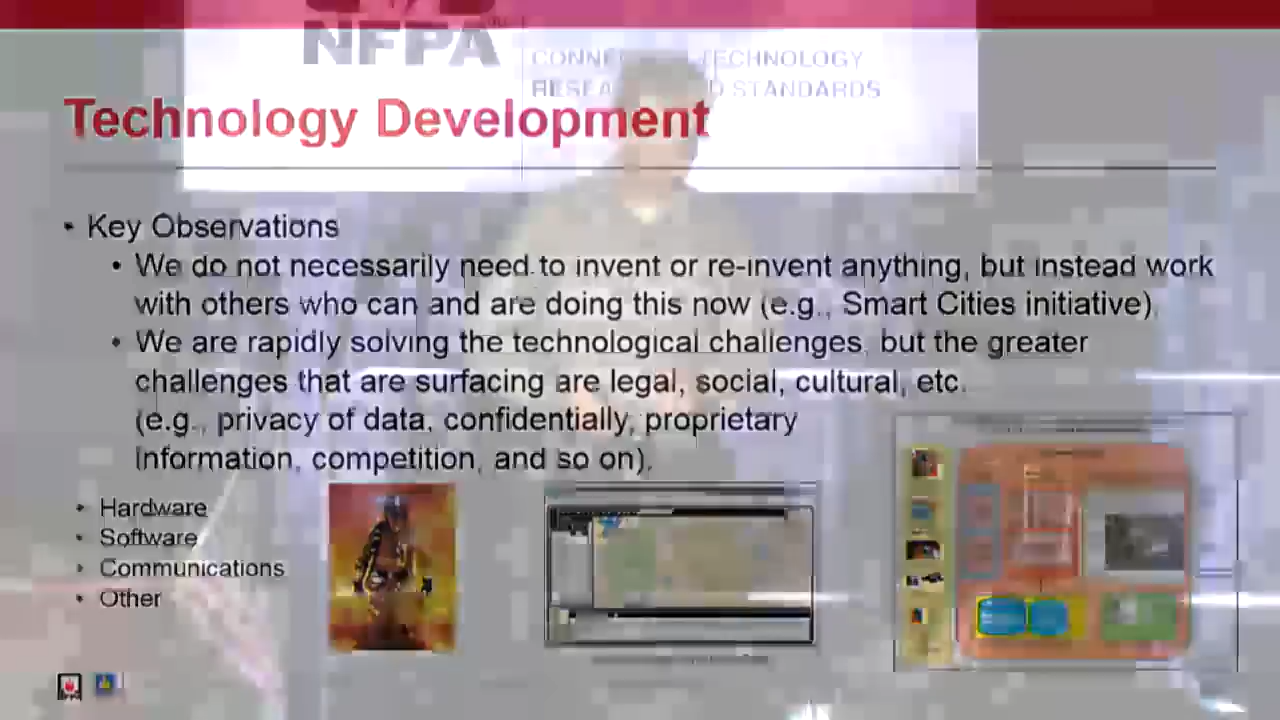 NFPA
TECHNOLOGY
STANDARDS
Technology Development
• Key Observations
• We do not necessarily need to invent or re-invent anything, but instead work
with others who can and are doing this now (e.g., Smart Cities initiative)
• We are rapidly solving the technological challenges, but the greater
challenges that are surfacing are legal, social, cultural, etc.
(e.g., privacy of data, confidentially, proprietary
Information, competition, and so on).
• Hardware
• Software
• Communications
• Other